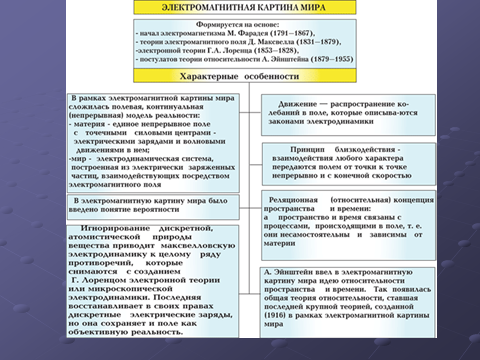 ЭЛЕКТРОМАГНИТНАЯ КАРТИНА МИРА
Формируется на основе:
- начал электромагнетизма М. Фарадея (1791—1867),
- теории электромагнитного поля Д. Максвелла (1831—1879),
-электронной теории Г.А. Лоренца (1853—1828),
- постулатов теории относительности А. Эйнштейна (1879—1955)
Характерные особенности
В рамках электромагнитной картины мира
сложилась полевая, континуальная
(непрерывная) модель реальности:
- материя - единое непрерывное поле
с точечными силовыми центрами -
электрическими зарядами и волновыми
движениями в нем;
-мир - электродинамическая система,
построенная из электрически заряженных
частиц, взаимодействующих посредством
электромагнитного поля
В электромагнитную картину мира было
введено понятие вероятности
Игнорирование дискретной,
атомистической природы
вещества приводит максвелловскую
электродинамику к целому ряду
противоречий, которые
снимаются с созданием
Г. Лоренцом электронной теории
или микроскопической
электродинамики. Последняя
восстанавливает в своих правах
дискретные электрические заряды,
но она сохраняет и поле как
объективную реальность.
Движение — распространение ко-
лебаний в поле, которые описыва-ются
законами электродинамики
Принцип близкодействия -
взаимодействия любого характера
передаются полем от точки к точке
непрерывно и с конечной скоростью
Реляционная (относительная) концепция
пространства и времени:
а пространство и время связаны с
процессами, происходящими в поле, т. е.
они несамостоятельны и зависимы от
материи
А. Эйнштейн ввел в электромагнитную
картину мира идею относительности
пространства и времени. Так появилась
общая теория относительности, ставшая
последней крупной теорией, созданной
(1916) в рамках электромагнитной картины
мира